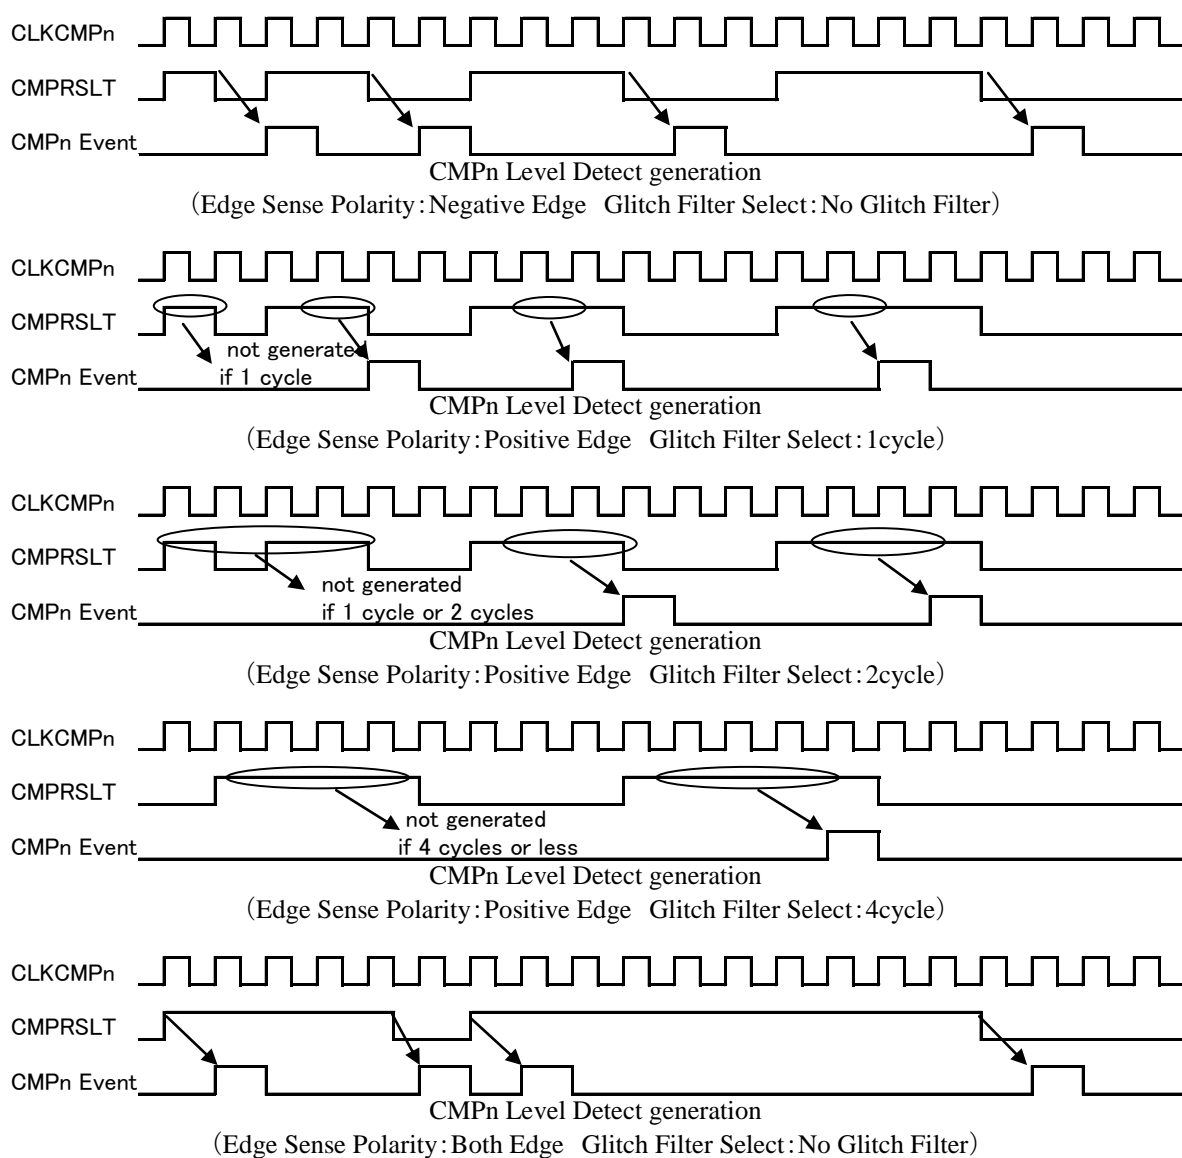 CLKCMPn
CMPRSLT
CMPn Event
CMPn Level Detect generation
（Edge Sense Polarity：Negative Edge Glitch Filter Select：No Glitch Filter）
CLKCMPn
CMPRSLT
not generated
CMPn Event
if 1 cycle
CMPn Level Detect generation
（Edge Sense Polarity：Positive Edge Glitch Filter Select：1cycle）
CLKCMPn
CMPRSLT
not generated
CMPn Event
if 1 cycle or 2 cycles
CMPn Level Detect generation
（Edge Sense Polarity：Positive Edge Glitch Filter Select：2cycle）
CLKCMPn
CMPRSLT
not generated
CMPn Event
if 4 cycles or less
CMPn Level Detect generation
（Edge Sense Polarity：Positive Edge Glitch Filter Select：4cycle）
CLKCMPn
CMPRSLT
CMPn Event
CMPn Level Detect generation
（Edge Sense Polarity：Both Edge Glitch Filter Select：No Glitch Filter）